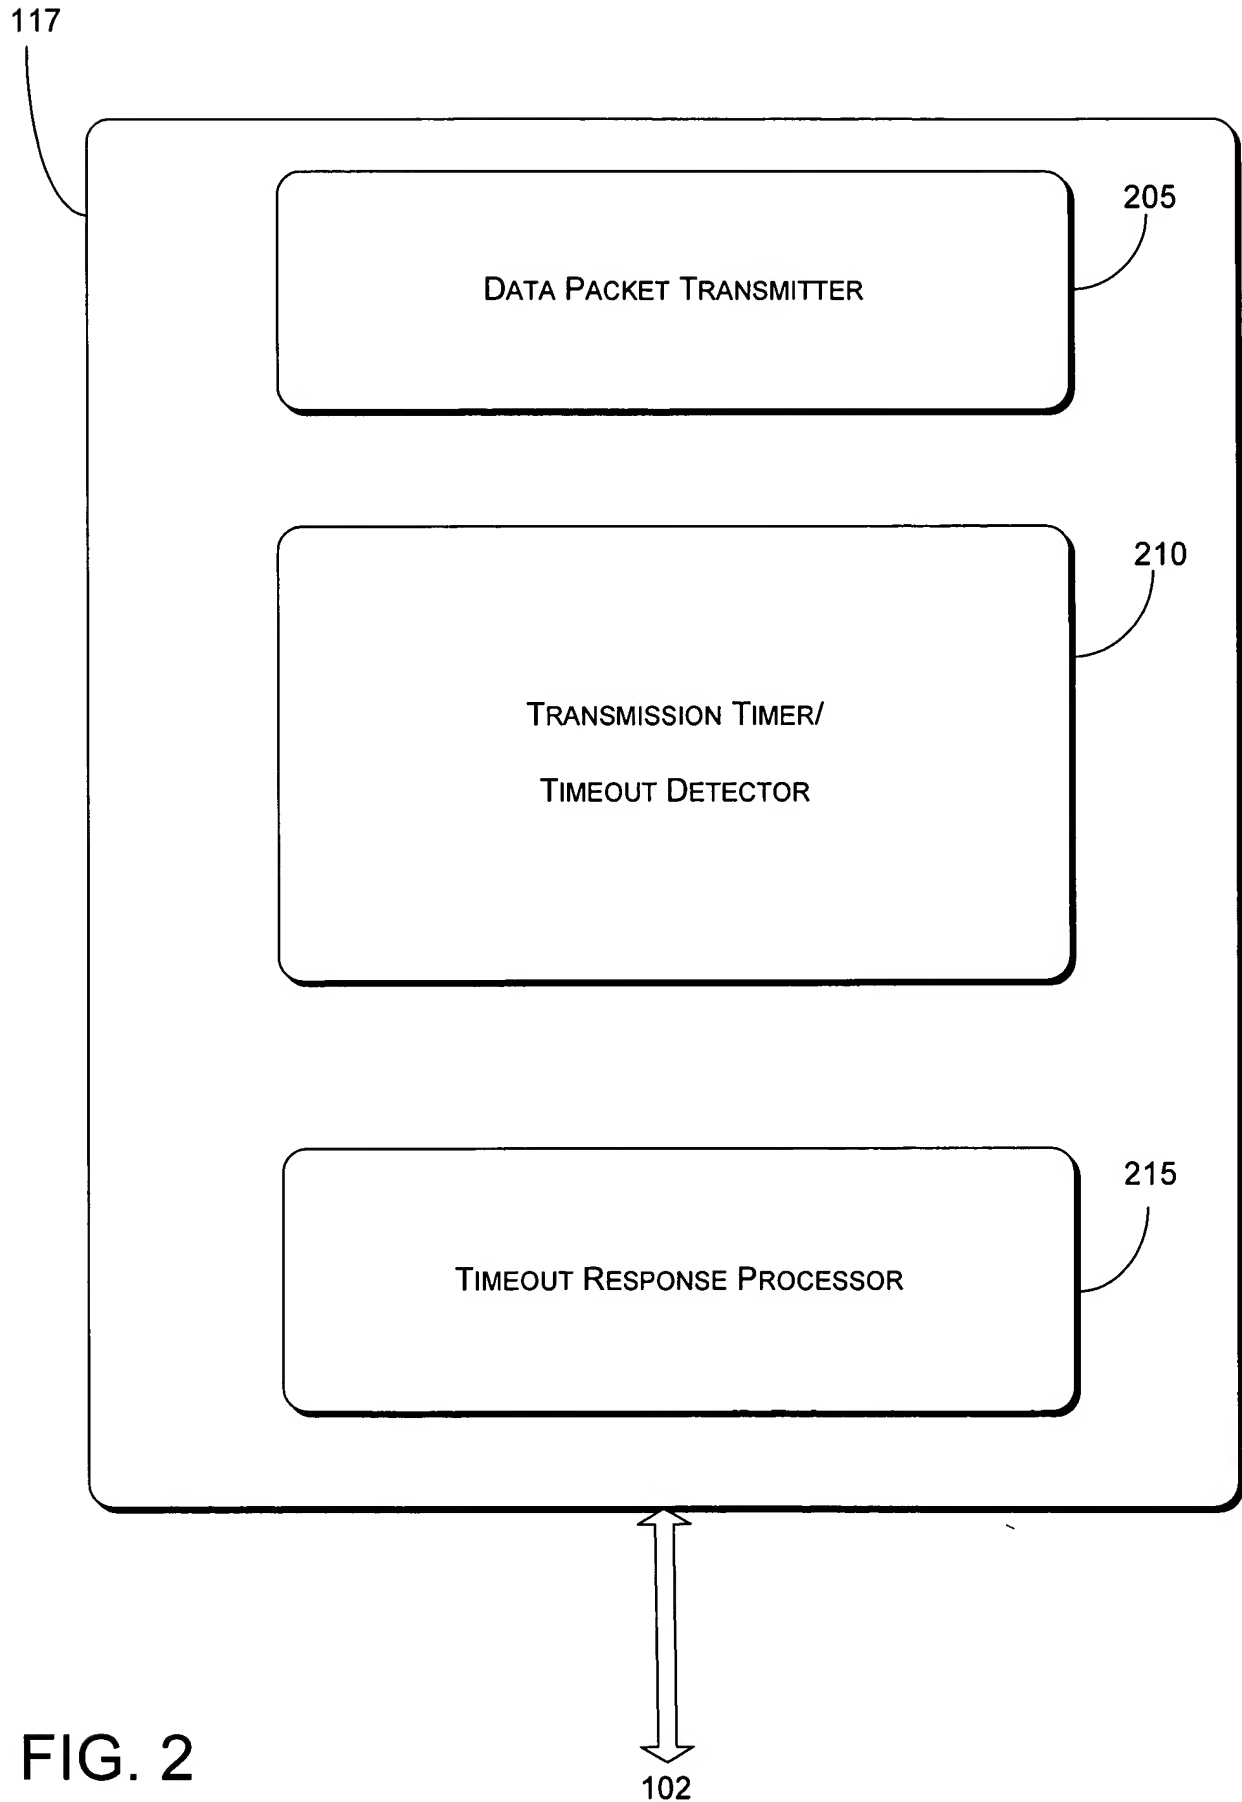 117
205
DATA PACKET TRANSMITTER
210
TRANSMISSION TIMER/
TIMEOUT DETECTOR
215
TIMEOUT RESPONSE PROCESSOR
FIG. 2
102